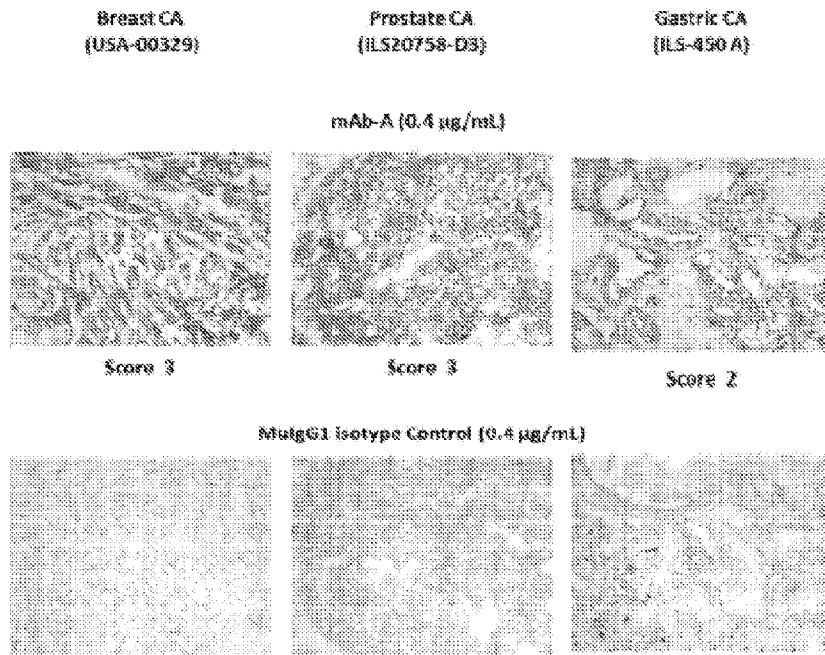 Breast CA
(USA-00329)
Prostate CA
(ILS20758-D3)
Gastric CA
(ILS-450 A)
mAb-A (0.4 µg/mL)
Score 3
Score 3
Score 2
MuIgG1 Isotype Control (0.4 µg/mL)